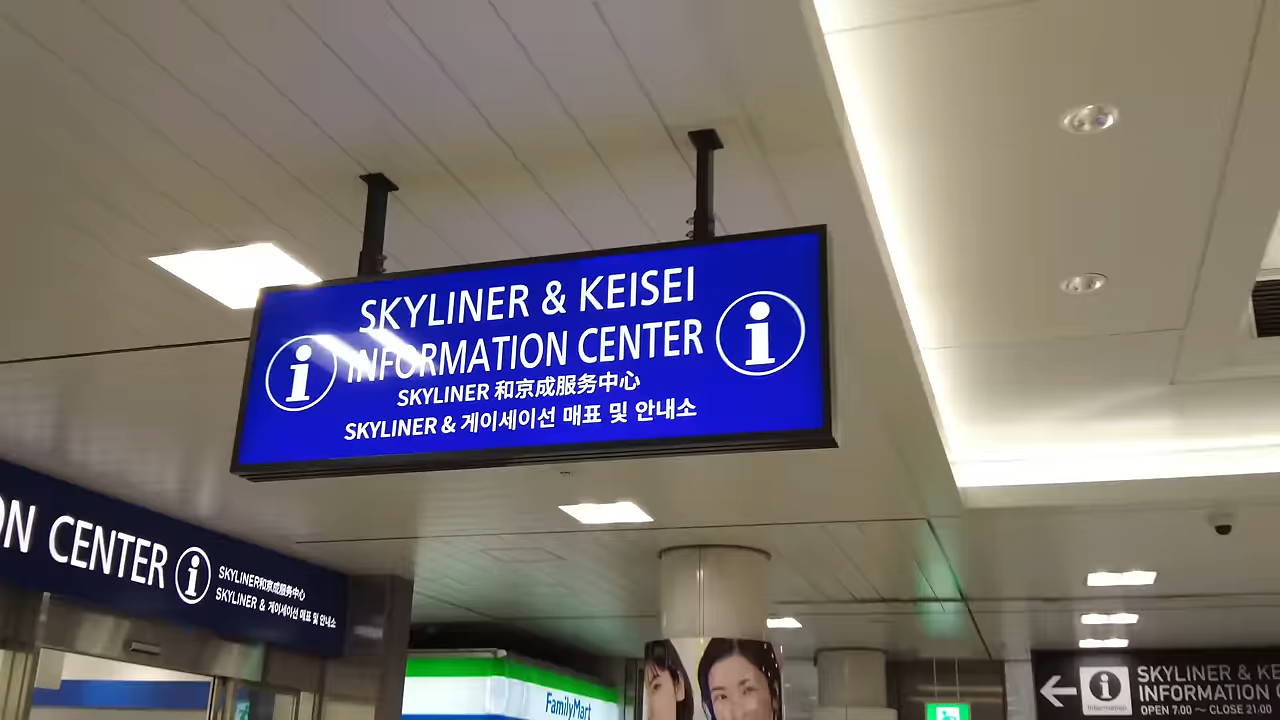 SKYLINER & KEISEI
INFORMATION CENTER
SKYLINER 和京成服务中心
SKYLINER & 게이세이선 매표 및 안내소
ON CENTER
SKYLINER和京成服务中心
SKYLINER & 게이세이선 매표 및 안내소
FamilyMart
SKYLINER & KE
INFORMATION
Information
OPEN 7:00 ~ CLOSE 21:00